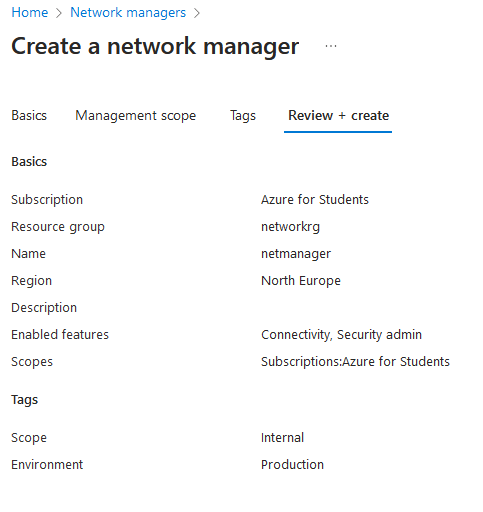 Home > Network managers >
Create a network manager ...
Basics Management scope Tags Review + create
Basics
Subscription Azure for Students
Resource group networkrg
Name netmanager
Region North Europe
Description
Enabled features Connectivity, Security admin
Scopes Subscriptions:Azure for Students
Tags
Scope Internal
Environment Production